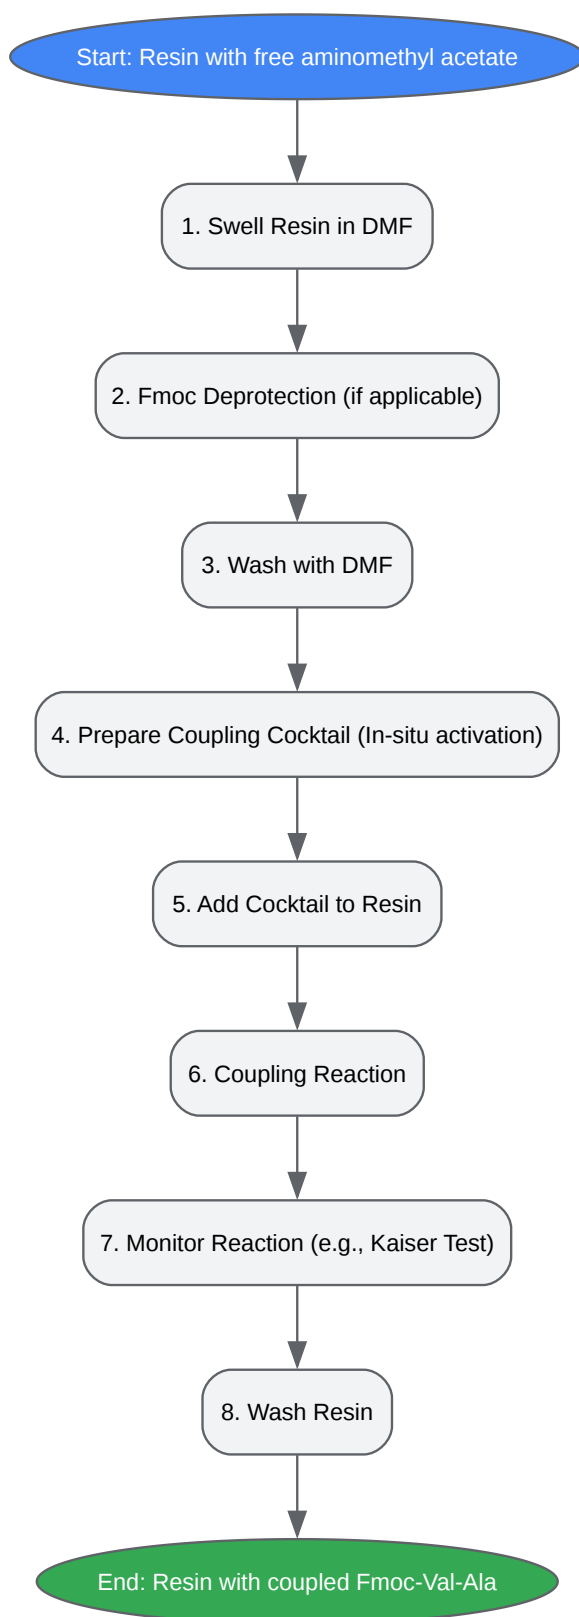 Start: Resin with free aminomethyl acetate
1. Swell Resin in DMF
2. Fmoc Deprotection (if applicable)
3. Wash with DMF
4. Prepare Coupling Cocktail (In-situ activation)
5. Add Cocktail to Resin
6. Coupling Reaction
7. Monitor Reaction (e.g., Kaiser Test)
8. Wash Resin
End: Resin with coupled Fmoc-Val-Ala